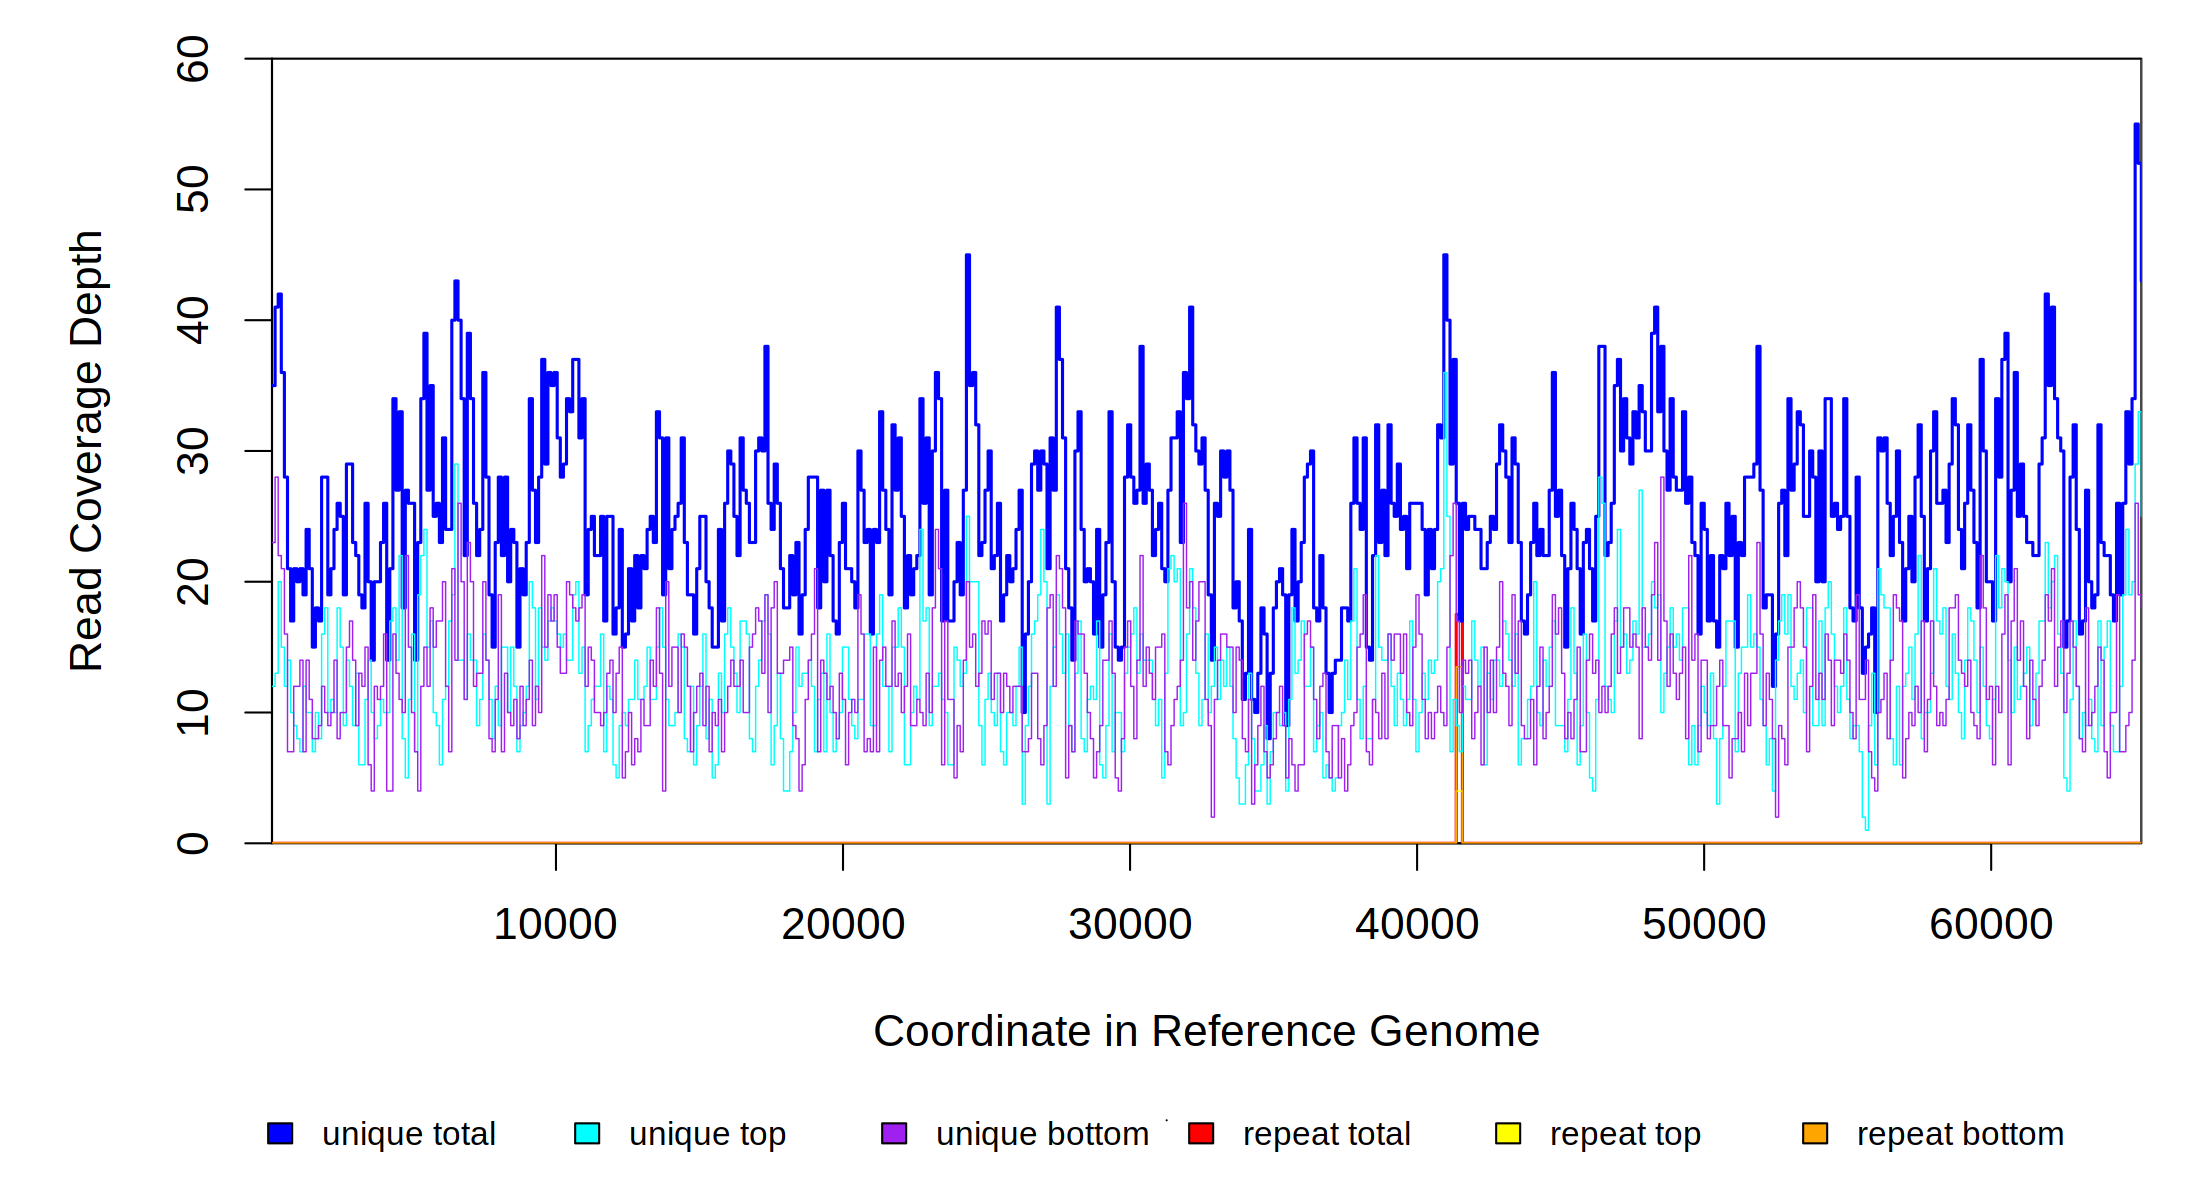 60
50
40
30
20
10
0
Read Coverage Depth
10000 20000 30000 40000 50000 60000
Coordinate in Reference Genome
unique total unique top unique bottom repeat total repeat top repeat bottom